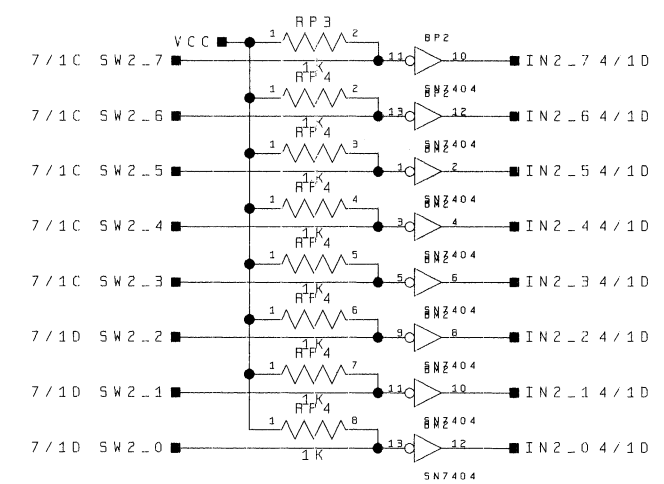 RP3
BP2
VCC 1 2
7/1C SW2_7 11 10 IN2_7 4/1D
1K
RP4 SN7404
1 2
7/1C SW2_6 13 12 IN2_6 4/1D
1K
RP4 SN7404
1 3
7/1C SW2_5 1 2 IN2_5 4/1D
RP4
1 4
7/1C SW2_4 3 4 IN2_4 4/1D
1K
RP4 SN7404
1 5
7/1C SW2_3 5 6 IN2_3 4/1D
RP4 SN7404
1 6
7/1D SW2_2 9 8 IN2_2 4/1D
1K
RP4 SN7404
1 7
7/1D SW2_1 11 10 IN2_1 4/1D
1K
RP4 SN7404
1 8
7/1D SW2_0 13 12 IN2_0 4/1D
1K
SN7404